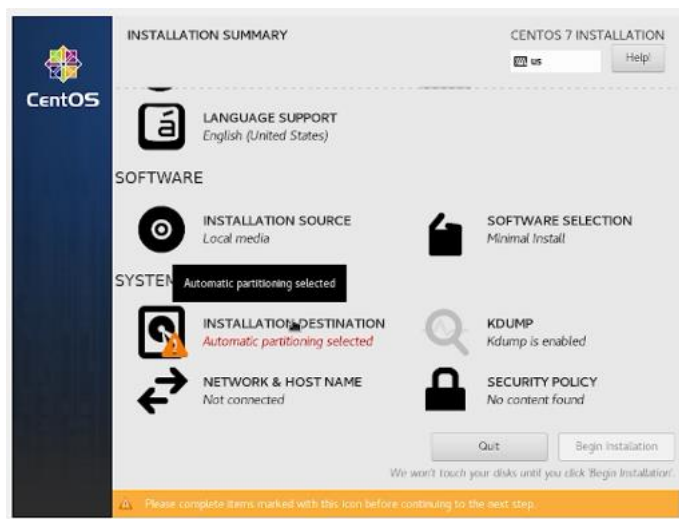 INSTALLATION SUMMARY
CENTOS 7 INSTALLATION
us
Help!
CentOS
á
LANGUAGE SUPPORT
English (United States)
SOFTWARE
INSTALLATION SOURCE
Local media
SOFTWARE SELECTION
Minimal Install
SYSTEM
Automatic partitioning selected
INSTALLATION DESTINATION
Automatic partitioning selected
KDUMP
Kdump is enabled
NETWORK & HOST NAME
Not connected
SECURITY POLICY
No content found
Quit
Begin Installation
We won't touch your disks until you click 'Begin Installation'.
Please complete items marked with this icon before continuing to the next step.